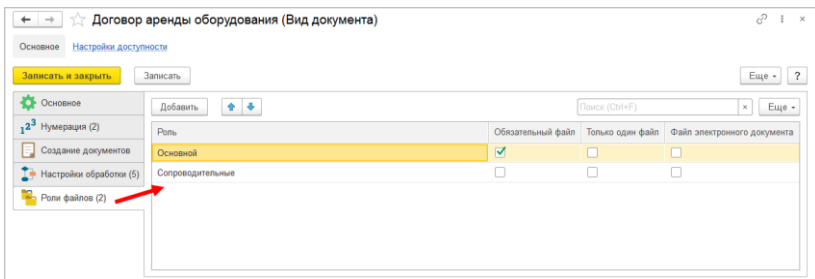 Договор аренды оборудования (Вид документа)
Основное Настройки доступности
Записать и закрыть Записать Еще ?
Основное
Нумерация (2)
Создание документов
Настройки обработки (5)
Роли файлов (2)
Добавить Поиск (Ctrl+F) × Еще
Роль Обязательный файл Только один файл Файл электронного документа
Основной
Сопроводительные